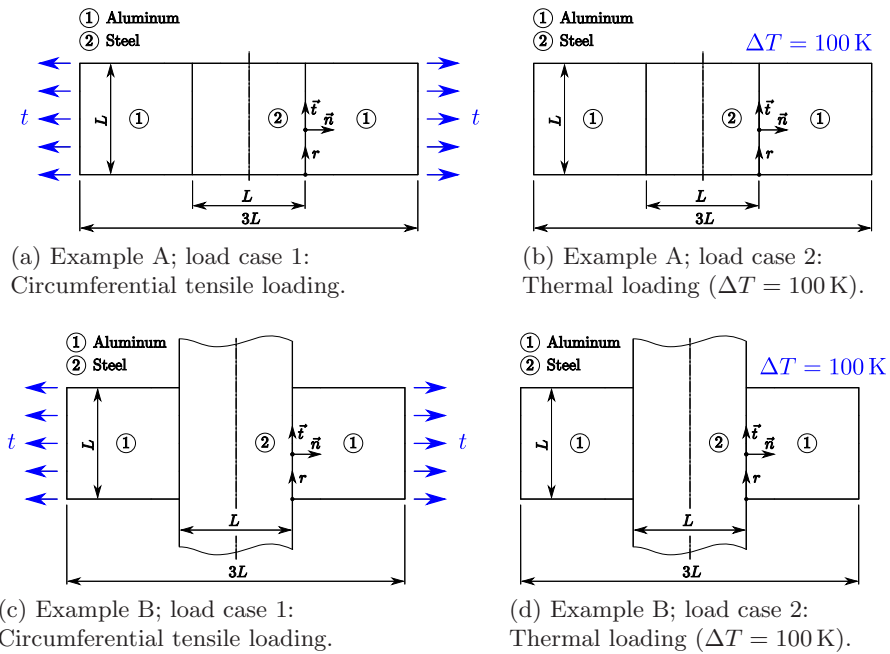 ① Aluminum
② Steel
t
t
L
①
②
①
t⃗
n⃗
r
L
3L
(a) Example A; load case 1:
Circumferential tensile loading.
① Aluminum
② Steel
ΔT = 100 K
L
①
②
①
t⃗
n⃗
r
L
3L
(b) Example A; load case 2:
Thermal loading (ΔT = 100 K).
① Aluminum
② Steel
t
t
L
①
②
①
t⃗
n⃗
r
L
3L
(c) Example B; load case 1:
Circumferential tensile loading.
① Aluminum
② Steel
ΔT = 100 K
L
①
②
①
t⃗
n⃗
r
L
3L
(d) Example B; load case 2:
Thermal loading (ΔT = 100 K).